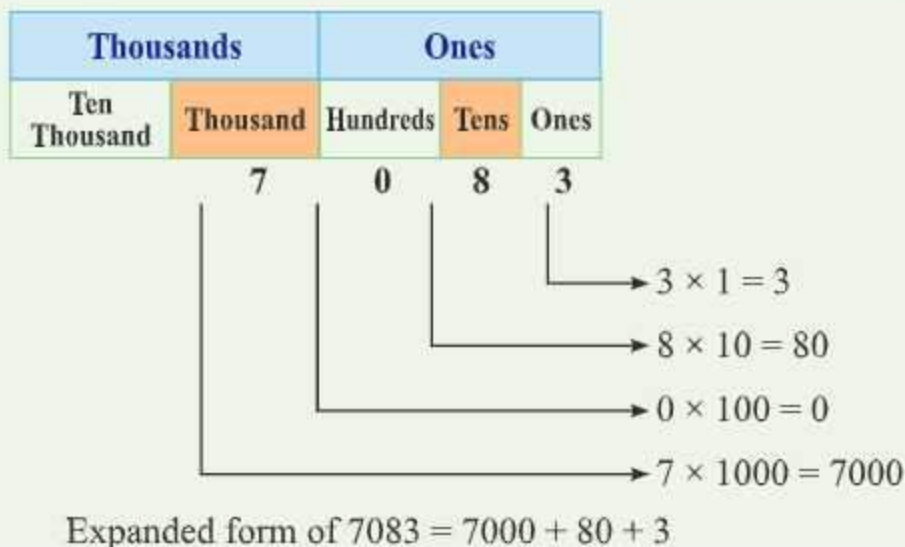 Thousands Ones
Ten Thousand Thousand Hundreds Tens Ones
7 0 8 3
3 × 1 = 3
8 × 10 = 80
0 × 100 = 0
7 × 1000 = 7000
Expanded form of 7083 = 7000 + 80 + 3